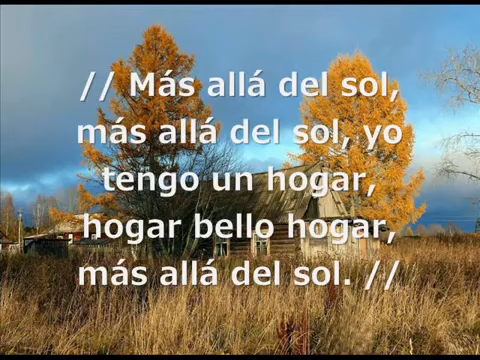 // Más allá del sol,
más allá del sol, yo
tengo un hogar,
hogar bello hogar,
más allá del sol. //